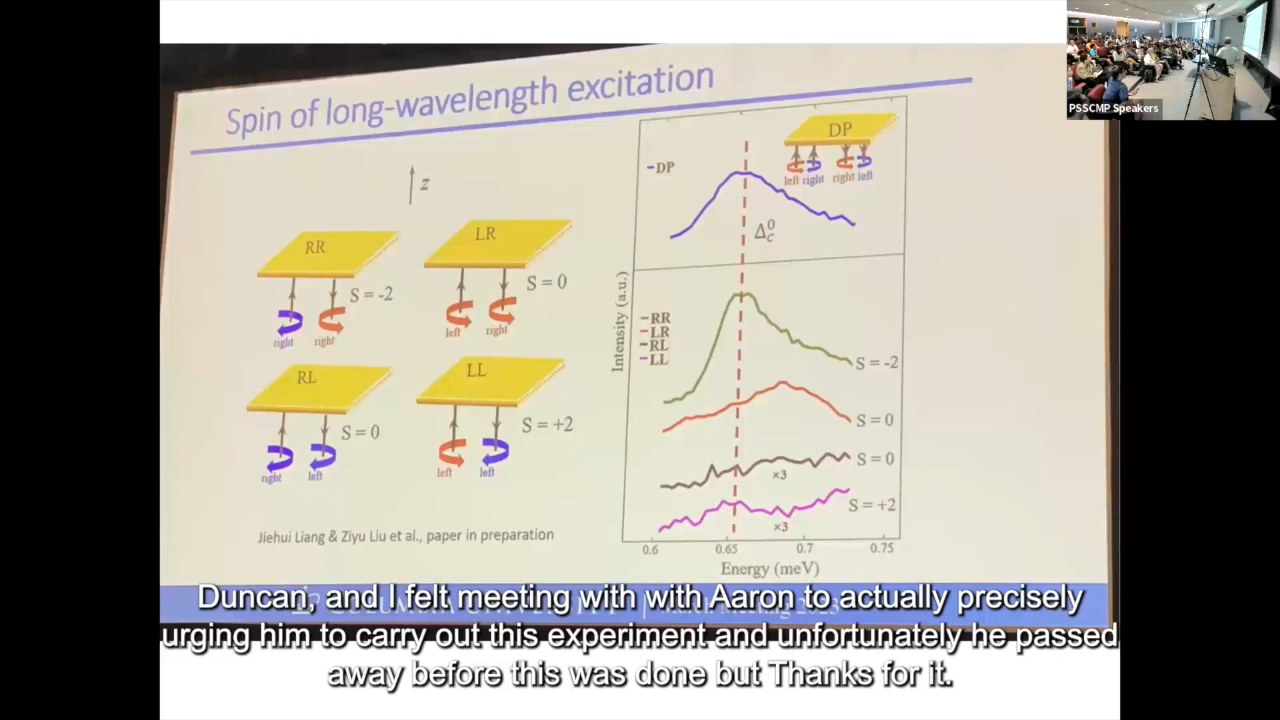 PSSCMP Speakers
Spin of long-wavelength excitation
z
RR
S = -2
right
right
LR
S = 0
left
right
RL
S = 0
right
left
LL
S = +2
left
left
Jiehui Liang & Ziyu Liu et al., paper in preparation
DP
DP
left right right left
Δc0
Intensity (a.u.)
RR
LR
RL
LL
S = -2
S = 0
S = 0
×3
S = +2
×3
0.6 0.65 0.7 0.75
Energy (meV)
Duncan, and I felt meeting with with Aaron to actually precisely
urging him to carry out this experiment and unfortunately he passed
away before this was done but Thanks for it.